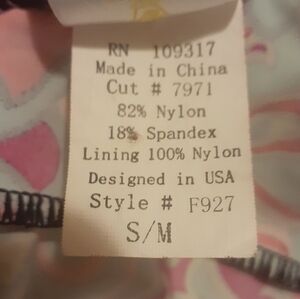 RN 109317
Made in China
Cut # 7971
82% Nylon
18% Spandex
Lining 100% Nylon
Designed in USA
Style # F927
S/M